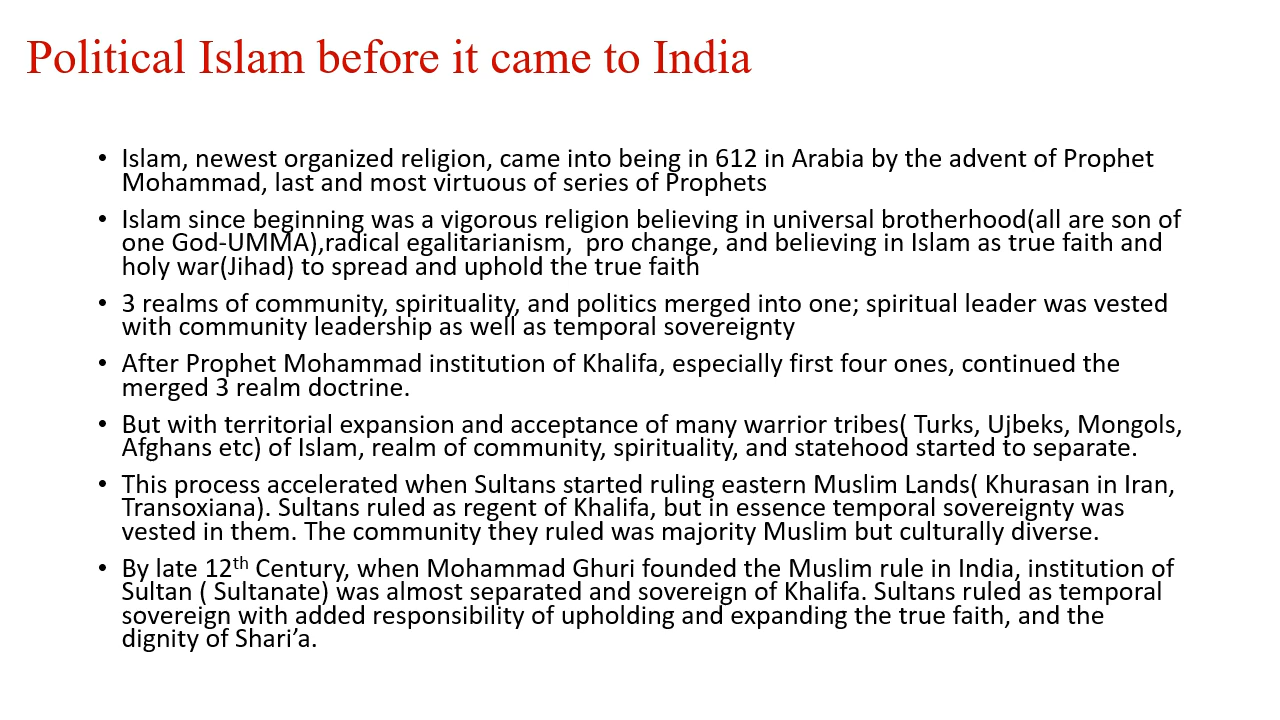 Political Islam before it came to India
• Islam, newest organized religion, came into being in 612 in Arabia by the advent of Prophet
Mohammad, last and most virtuous of series of Prophets
• Islam since beginning was a vigorous religion believing in universal brotherhood(all are son of
one God-UMMA),radical egalitarianism,  pro change, and believing in Islam as true faith and
holy war(Jihad) to spread and uphold the true faith
• 3 realms of community, spirituality, and politics merged into one; spiritual leader was vested
with community leadership as well as temporal sovereignty
• After Prophet Mohammad institution of Khalifa, especially first four ones, continued the
merged 3 realm doctrine.
• But with territorial expansion and acceptance of many warrior tribes( Turks, Ujbeks, Mongols,
Afghans etc) of Islam, realm of community, spirituality, and statehood started to separate.
• This process accelerated when Sultans started ruling eastern Muslim Lands( Khurasan in Iran,
Transoxiana). Sultans ruled as regent of Khalifa, but in essence temporal sovereignty was
vested in them. The community they ruled was majority Muslim but culturally diverse.
• By late 12th Century, when Mohammad Ghuri founded the Muslim rule in India, institution of
Sultan ( Sultanate) was almost separated and sovereign of Khalifa. Sultans ruled as temporal
sovereign with added responsibility of upholding and expanding the true faith, and the
dignity of Shari’a.